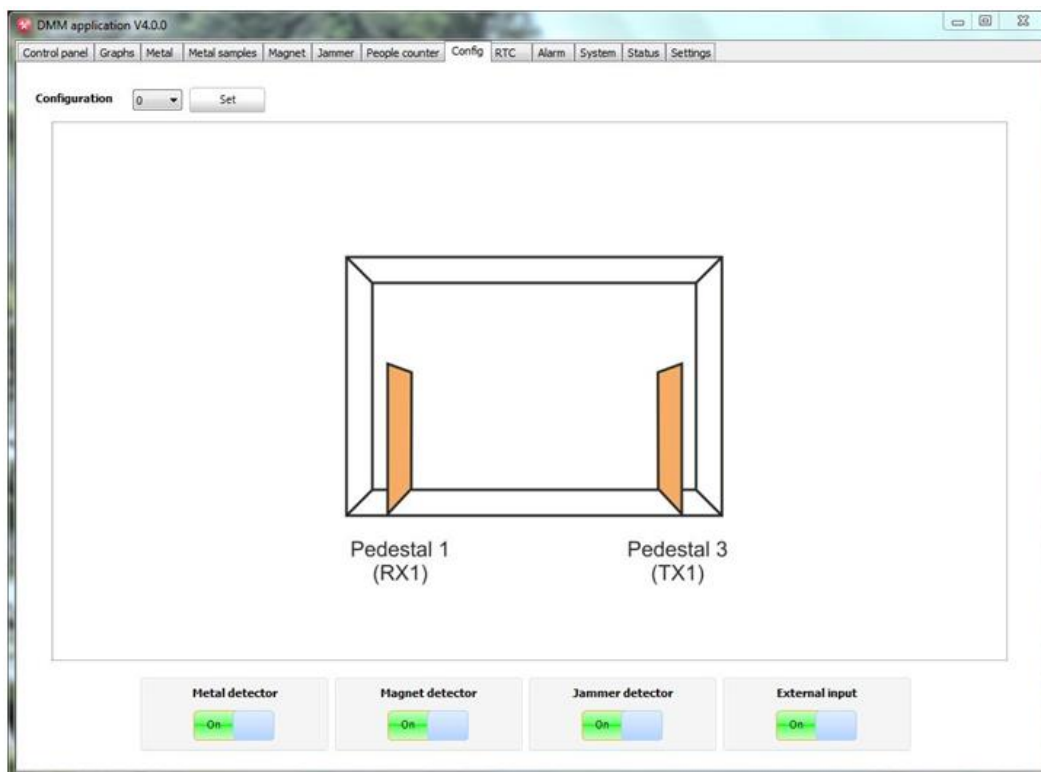 DMM application V4.0.0
Control panel Graphs Metal Metal samples Magnet Jammer People counter Config RTC Alarm System Status Settings
Configuration 0 Set
Pedestal 1 Pedestal 3
(RX1) (TX1)
Metal detector Magnet detector Jammer detector External input
On On On On